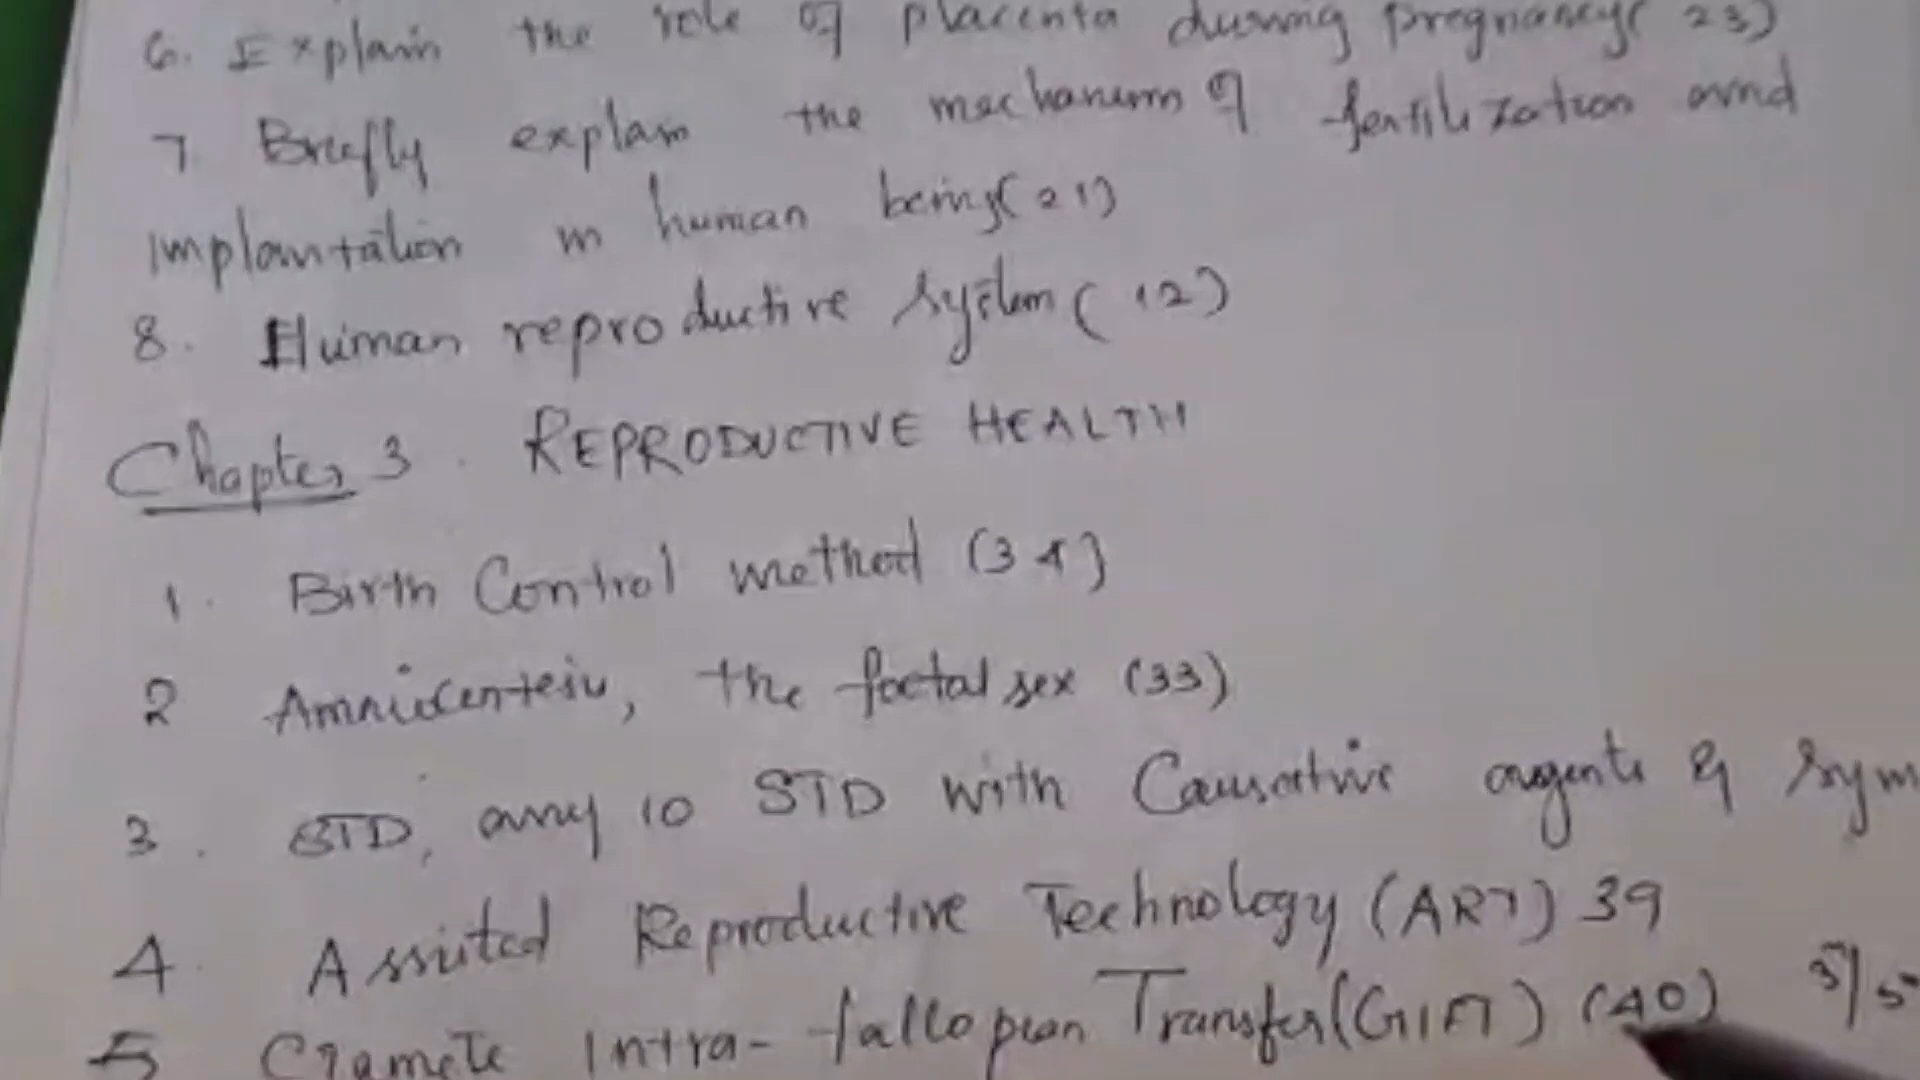 6. Explain the role of placenta during pregnancy( 23)
7. Briefly explain the mechanism of fertilization and
implantation in human being(21)
8. Human reproductive system( 12)
Chapter 3. REPRODUCTIVE HEALTH
1. Birth Control method (34)
2 Amniocentesis, the foetal sex (33)
3. STD, any 10 STD with Causative agents & Sym
4. Assisted Reproductive Technology (ART) 39
5 Gamete Intra-fallopian Transfer(GIFT) (40)